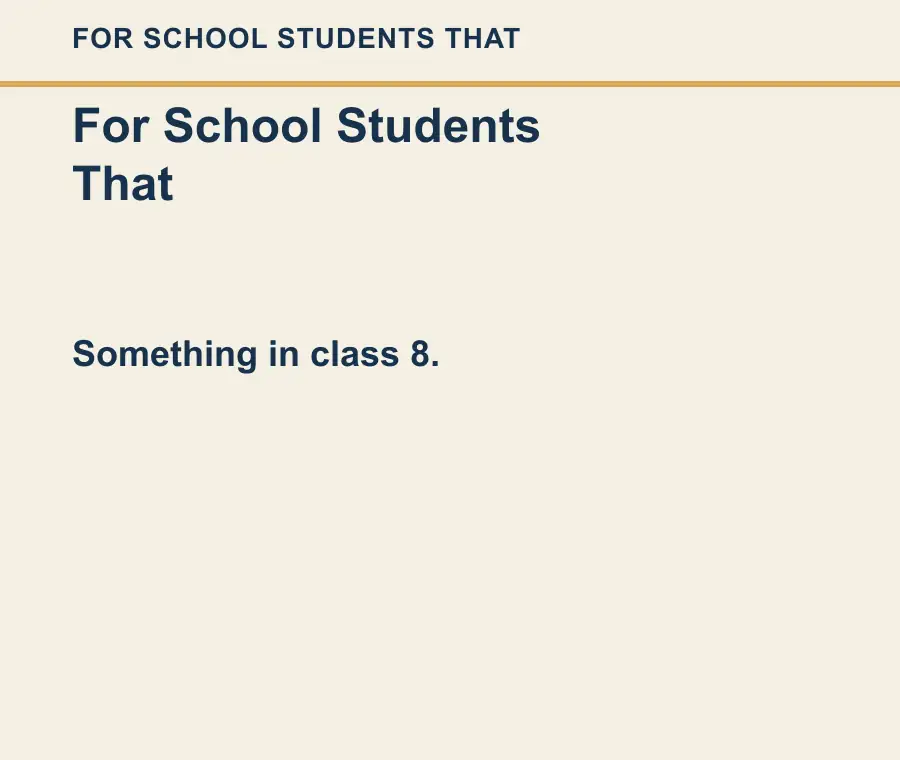 FOR SCHOOL STUDENTS THAT
For School Students
That
Something in class 8.